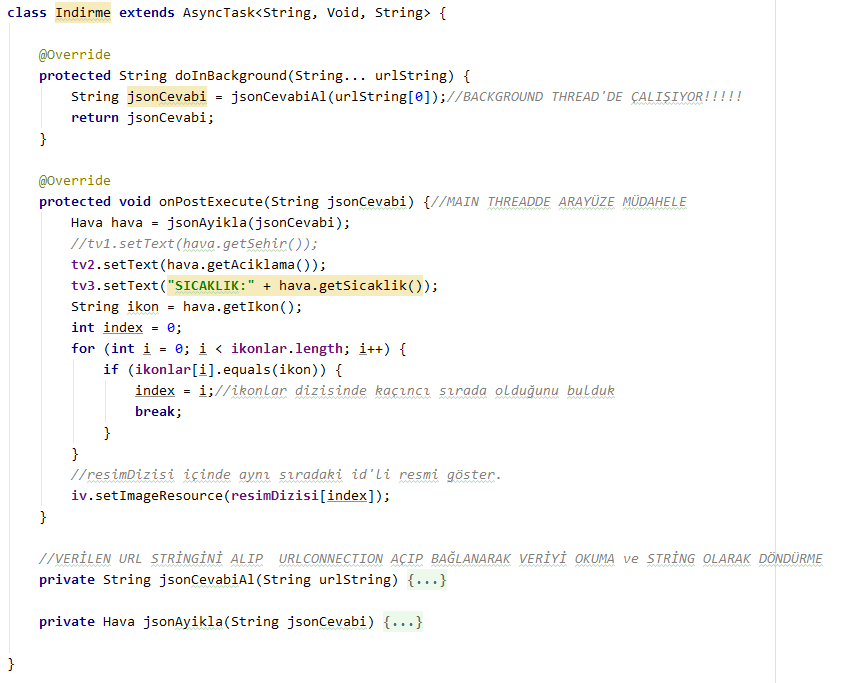 class Indirme extends AsyncTask<String, Void, String> {
@Override
protected String doInBackground(String... urlString) {
String jsonCevabi = jsonCevabiAl(urlString[0]);//BACKGROUND THREAD'DE ÇALIŞIYOR!!!!!
return jsonCevabi;
}
@Override
protected void onPostExecute(String jsonCevabi) {//MAIN THREADDE ARAYÜZE MÜDAHELE
Hava hava = jsonAyikla(jsonCevabi);
//tv1.setText(hava.getSehir());
tv2.setText(hava.getAciklama());
tv3.setText("SICAKLIK:" + hava.getSicaklik());
String ikon = hava.getIkon();
int index = 0;
for (int i = 0; i < ikonlar.length; i++) {
if (ikonlar[i].equals(ikon)) {
index = i;//ikonlar dizisinde kaçıncı sırada olduğunu bulduk
break;
}
}
//resimDizisi içinde aynı sıradaki id'li resmi göster.
iv.setImageResource(resimDizisi[index]);
}
//VERİLEN URL STRİNGİNİ ALIP  URLCONNECTION AÇIP BAĞLANARAK VERİYİ OKUMA ve STRİNG OLARAK DÖNDÜRME
private String jsonCevabiAl(String urlString) {...}
private Hava jsonAyikla(String jsonCevabi) {...}
}